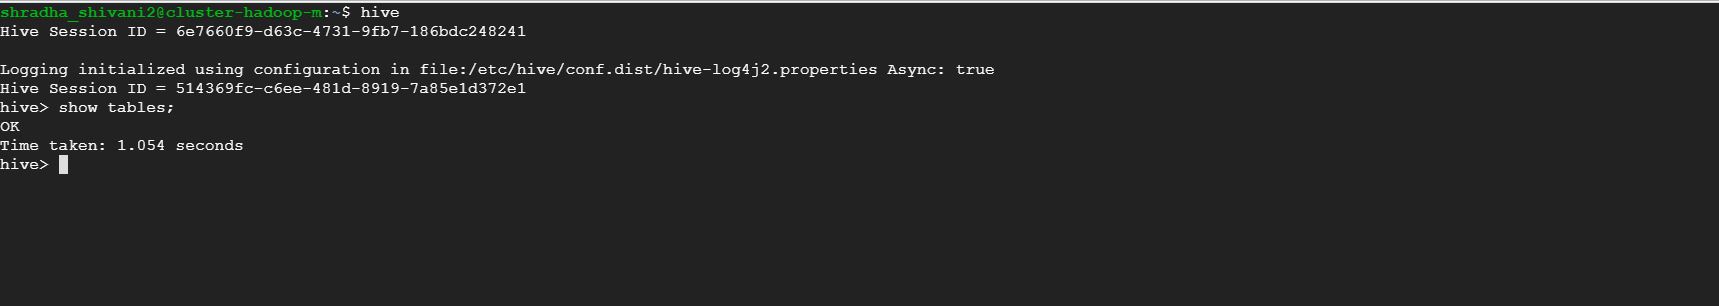 shradha_shivani2@cluster-hadoop-m:~$ hive
Hive Session ID = 6e7660f9-d63c-4731-9fb7-186bdc248241
Logging initialized using configuration in file:/etc/hive/conf.dist/hive-log4j2.properties Async: true
Hive Session ID = 514369fc-c6ee-481d-8919-7a85e1d372e1
hive> show tables;
OK
Time taken: 1.054 seconds
hive>